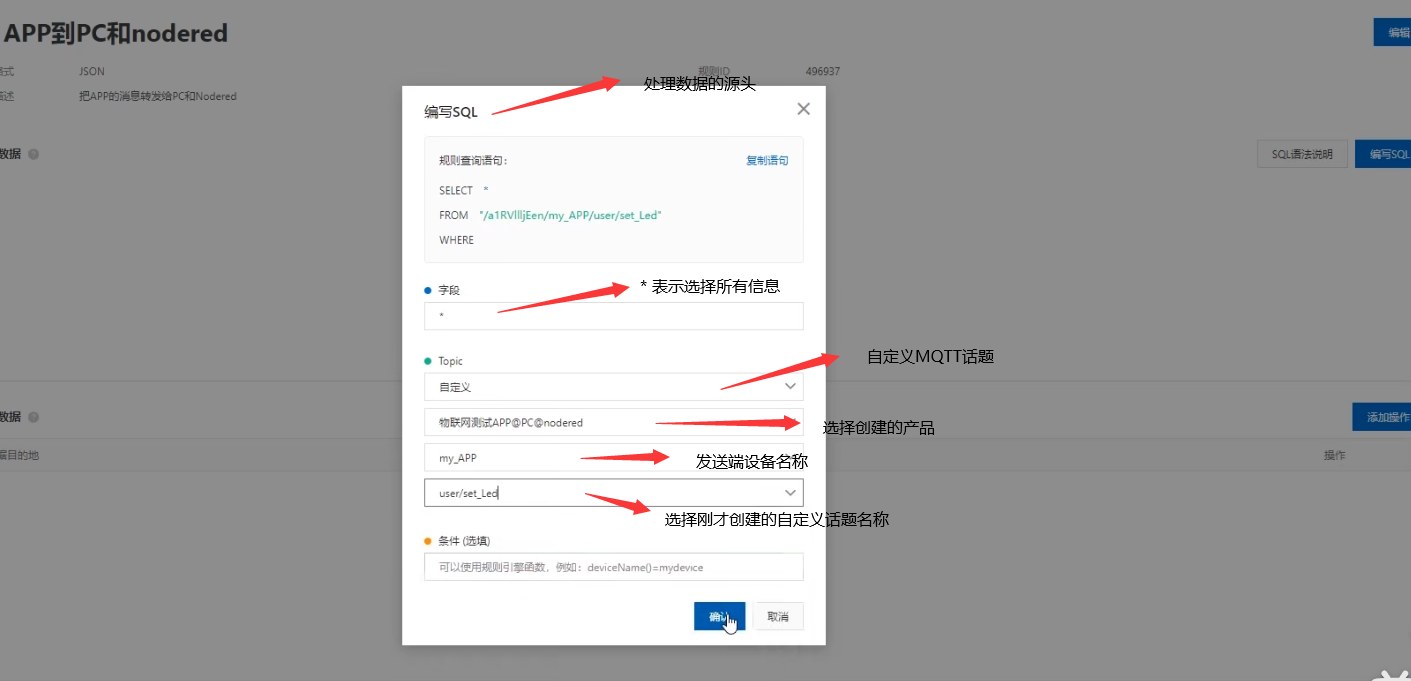 APP到PC和nodered
编辑
格式
JSON
规则ID
496937
描述
把APP的消息转发给PC和Nodered
处理数据的源头
编写SQL
数据
SQL语法说明
编写SQL
规则查询语句：
复制语句
SELECT *
FROM "/a1RVllljEen/my_APP/user/set_Led"
WHERE
字段
* 表示选择所有信息
*
Topic
自定义MQTT话题
自定义
数据
添加操作
物联网测试APP@PC@nodered
选择创建的产品
据目的地
操作
my_APP
发送端设备名称
user/set_Led
选择刚才创建的自定义话题名称
条件 (选填)
可以使用规则引擎函数，例如：deviceName()=mydevice
确认
取消